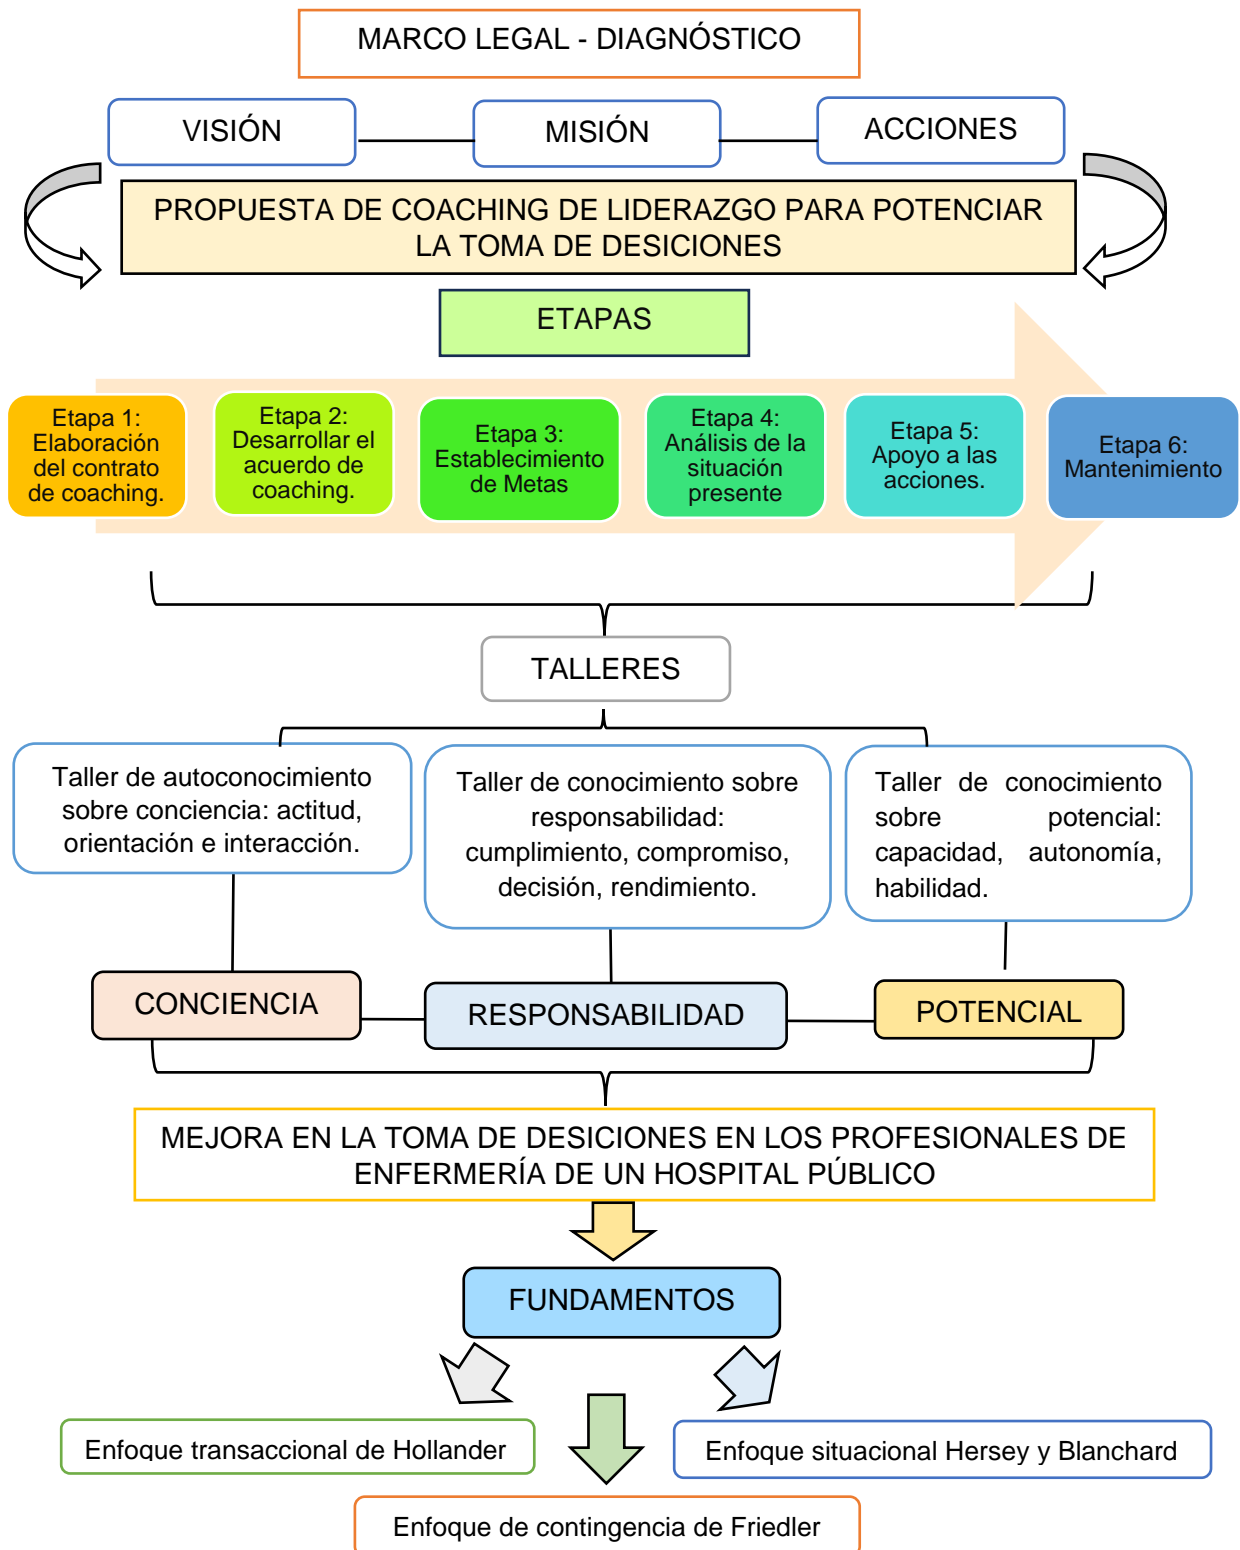 MARCO LEGAL - DIAGNÓSTICO
VISIÓN
MISIÓN
ACCIONES
PROPUESTA DE COACHING DE LIDERAZGO PARA POTENCIAR
LA TOMA DE DESICIONES
ETAPAS
Etapa 1:
Elaboración
del contrato
de coaching.
Etapa 2:
Desarrollar el
acuerdo de
coaching.
Etapa 3:
Establecimiento
de Metas
Etapa 4:
Análisis de la
situación
presente
Etapa 5:
Apoyo a las
acciones.
Etapa 6:
Mantenimiento
TALLERES
Taller de autoconocimiento
sobre conciencia: actitud,
orientación e interacción.
Taller de conocimiento sobre
responsabilidad:
cumplimiento, compromiso,
decisión, rendimiento.
Taller de conocimiento
sobre potencial:
capacidad, autonomía,
habilidad.
CONCIENCIA
RESPONSABILIDAD
POTENCIAL
MEJORA EN LA TOMA DE DESICIONES EN LOS PROFESIONALES DE
ENFERMERÍA DE UN HOSPITAL PÚBLICO
FUNDAMENTOS
Enfoque transaccional de Hollander
Enfoque situacional Hersey y Blanchard
Enfoque de contingencia de Friedler